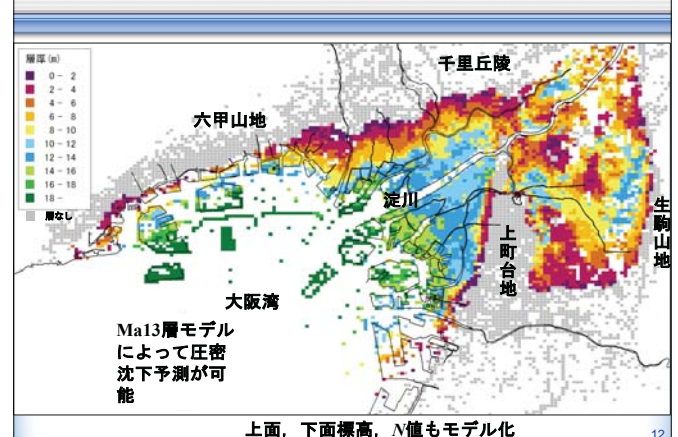 層厚 (m)
0 - 2
2 - 4
4 - 6
6 - 8
8 - 10
10 - 12
12 - 14
14 - 16
16 - 18
18 -
層なし
千里丘陵
六甲山地
淀川
上町台地
生駒山地
大阪湾
Ma13層モデル
によって圧密
沈下予測が可
能
上面，下面標高，N値もモデル化
12